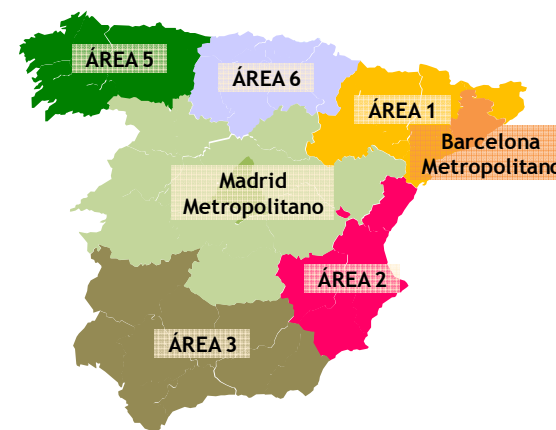 ÁREA 5
ÁREA 6
ÁREA 1
Barcelona
Metropolitano
Madrid
Metropolitano
ÁREA 2
ÁREA 3